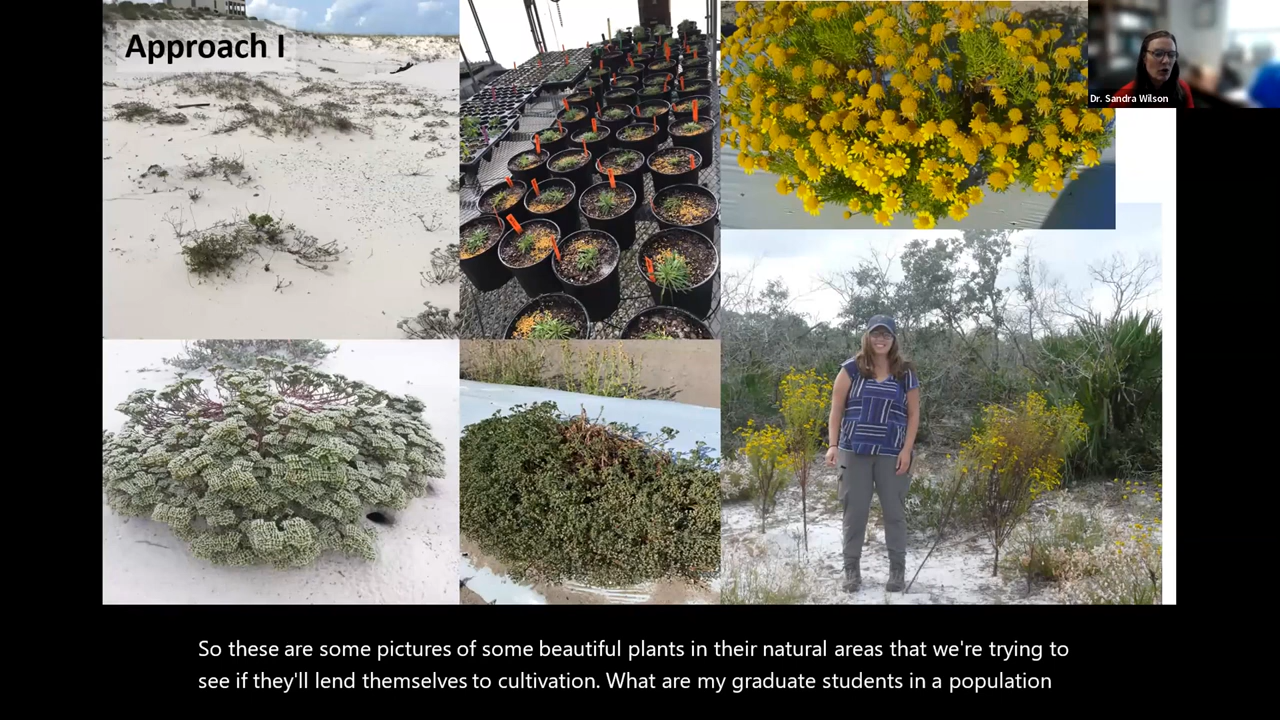 Approach I
Dr. Sandra Wilson
So these are some pictures of some beautiful plants in their natural areas that we're trying to
see if they'll lend themselves to cultivation. What are my graduate students in a population